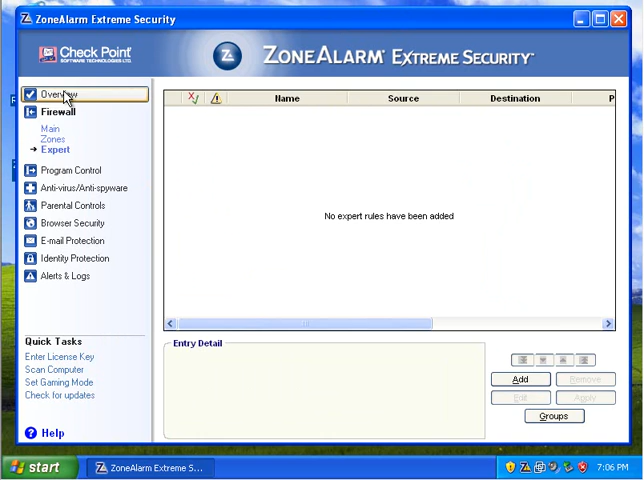 ZoneAlarm Extreme Security
Check Point
SOFTWARE TECHNOLOGIES LTD.
ZA
ZONEALARM® EXTREME SECURITY™
Overview
Firewall
Main
Zones
Expert
Program Control
Anti-virus/Anti-spyware
Parental Controls
Browser Security
E-mail Protection
Identity Protection
Alerts & Logs
Quick Tasks
Enter License Key
Scan Computer
Set Gaming Mode
Check for updates
Help
Name Source Destination P
No expert rules have been added
Entry Detail
Add Remove
Edit Apply
Groups
start ZoneAlarm Extreme S... 7:06 PM